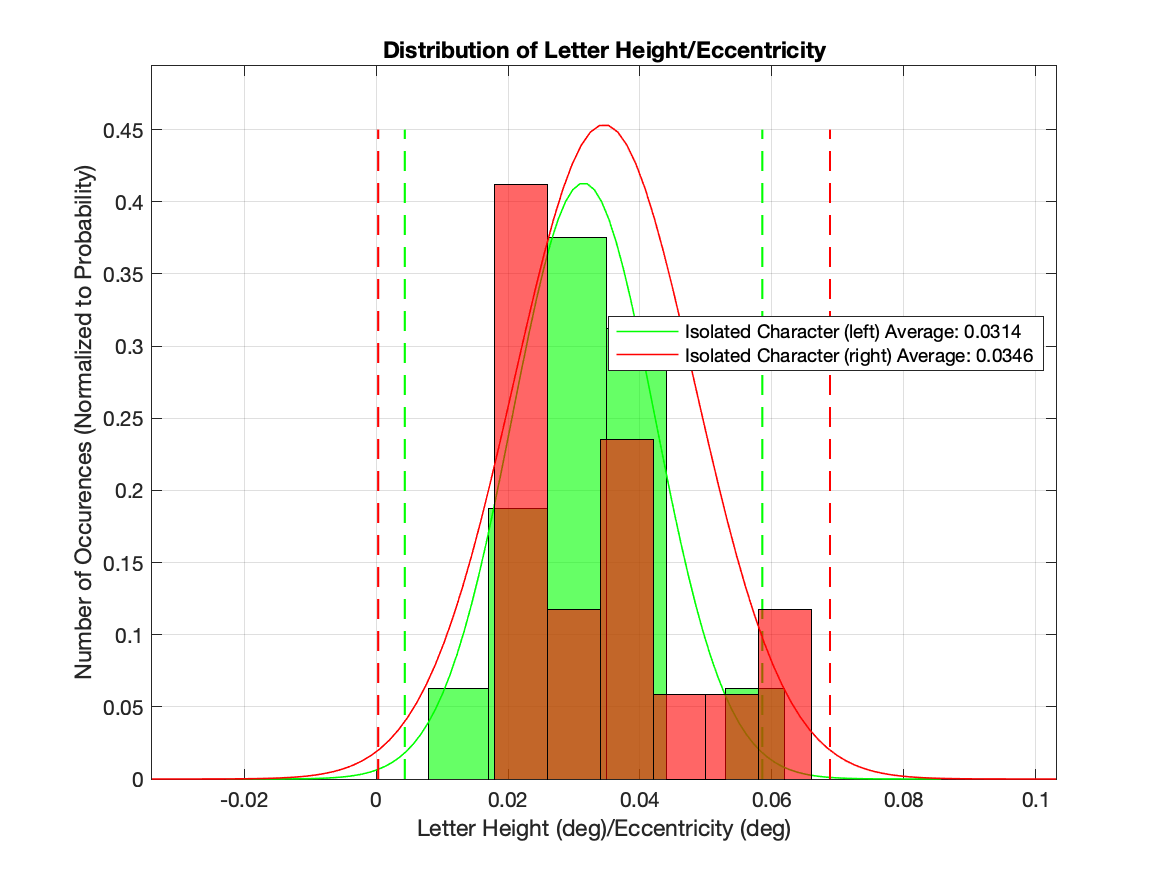 Distribution of Letter Height/Eccentricity
Number of Occurences (Normalized to Probability)
0.45
0.4
0.35
0.3
0.25
0.2
0.15
0.1
0.05
0
Isolated Character (left) Average: 0.0314
Isolated Character (right) Average: 0.0346
-0.02 0 0.02 0.04 0.06 0.08 0.1
Letter Height (deg)/Eccentricity (deg)